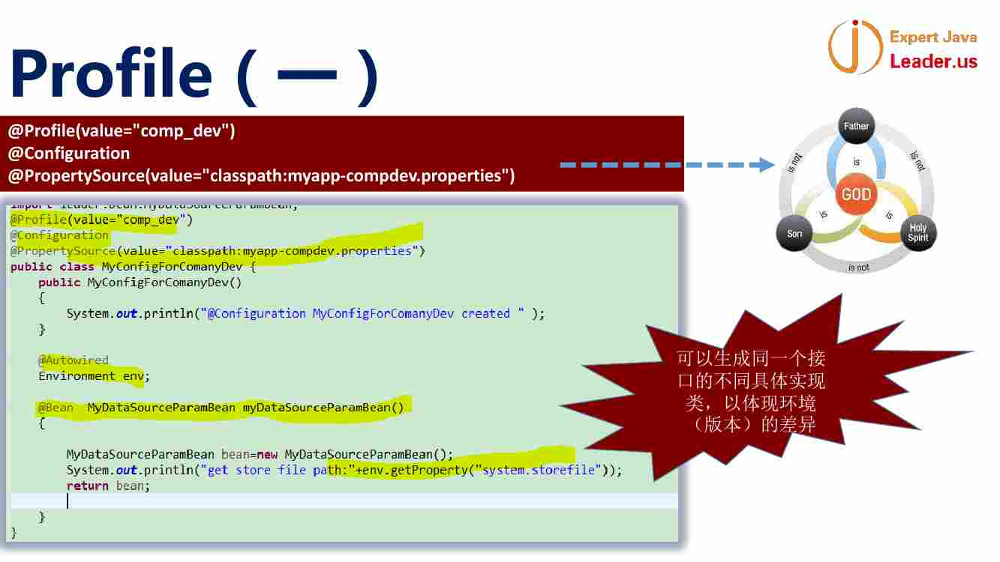 Profile（一）
Expert Java
Leader.us
@Profile(value="comp_dev")
@Configuration
@PropertySource(value="classpath:myapp-compdev.properties")
Father
is not
is not
is
GOD
is
is
Son
Holy
Spirit
is not
import leader.bean.MyDataSourceParamBean;
@Profile(value="comp_dev")
@Configuration
@PropertySource(value="classpath:myapp-compdev.properties")
public class MyConfigForComanyDev {
public MyConfigForComanyDev()
{
System.out.println("@Configuration MyConfigForComanyDev created " );
}
@Autowired
Environment env;
@Bean MyDataSourceParamBean myDataSourceParamBean()
{
MyDataSourceParamBean bean=new MyDataSourceParamBean();
System.out.println("get store file path:"+env.getProperty("system.storefile"));
return bean;
}
}
可以生成同一个接
口的不同具体实现
类，以体现环境
（版本）的差异